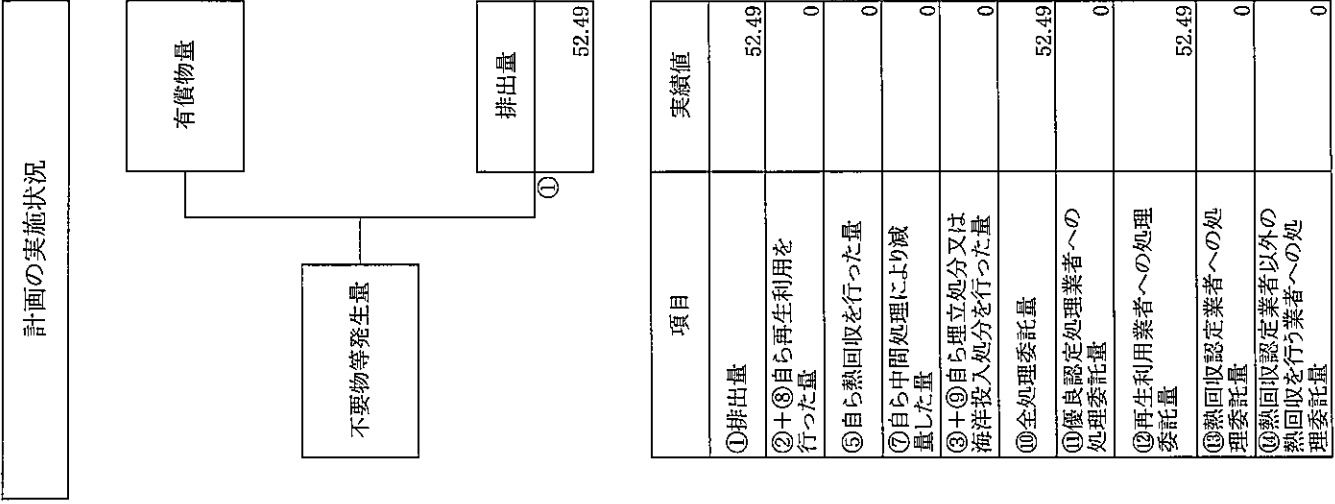 計画の実施状況
不要物等発生量
有償物量
排出量
①
52.49
項目
実績値
①排出量
52.49
②+⑧自ら再生利用を
行った量
0
⑤自ら熱回収を行った量
0
⑦自ら中間処理により減
量した量
0
③+⑨自ら埋立処分又は
海洋投入処分を行った量
0
⑩全処理委託量
52.49
⑪優良認定処理業者への
処理委託量
0
⑫再生利用業者への処理
委託量
52.49
⑬熱回収認定業者への処
理委託量
0
⑭熱回収認定業者以外の
熱回収を行う業者への処
理委託量
0